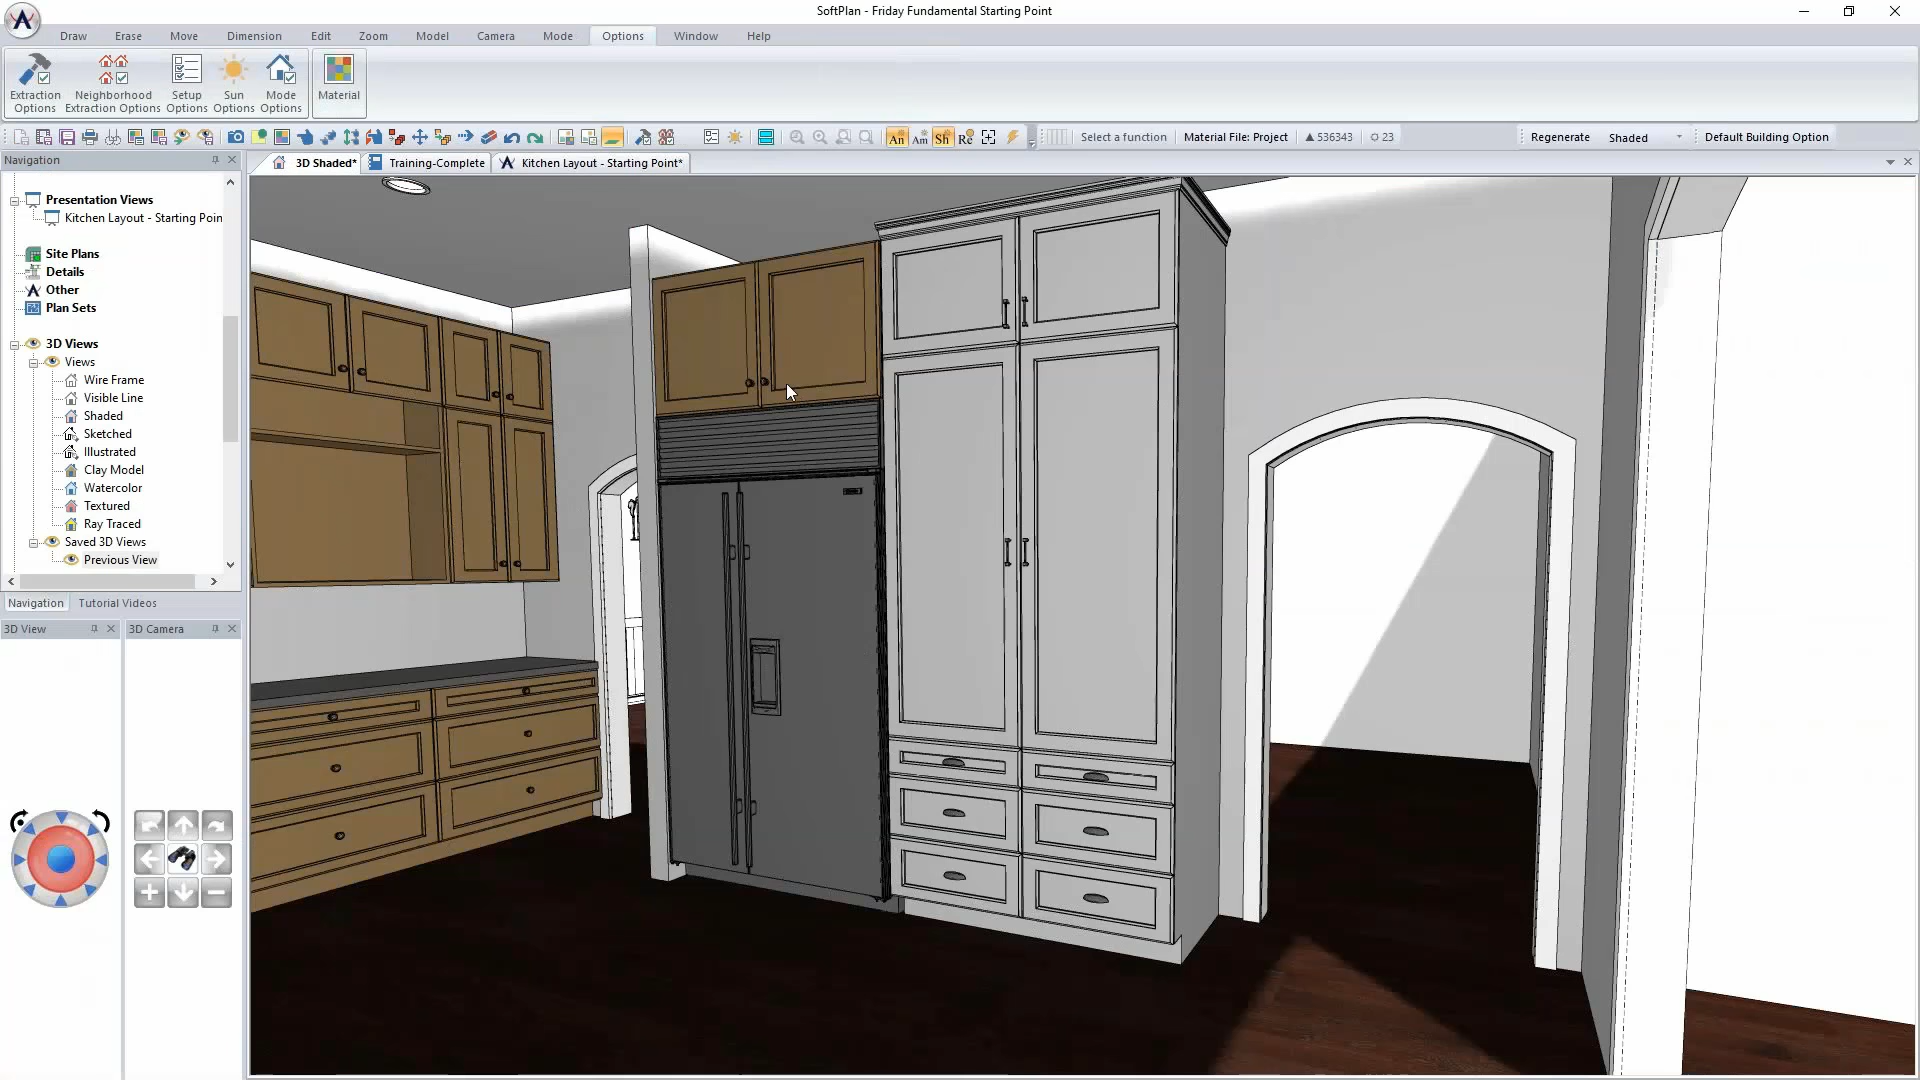 SoftPlan - Friday Fundamental Starting Point
Draw Erase Move Dimension Edit Zoom Model Camera Mode Options Window Help
Extraction Options
Neighborhood Extraction Options
Setup Options
Sun Options
Mode Options
Material
An Am Sh Re Select a function Material File: Project 536343 23 Regenerate Shaded Default Building Option
Navigation
3D Shaded* Training-Complete Kitchen Layout - Starting Point*
Presentation Views
Kitchen Layout - Starting Poin
Site Plans
Details
Other
Plan Sets
3D Views
Views
Wire Frame
Visible Line
Shaded
Sketched
Illustrated
Clay Model
Watercolor
Textured
Ray Traced
Saved 3D Views
Previous View
Navigation Tutorial Videos
3D View 3D Camera